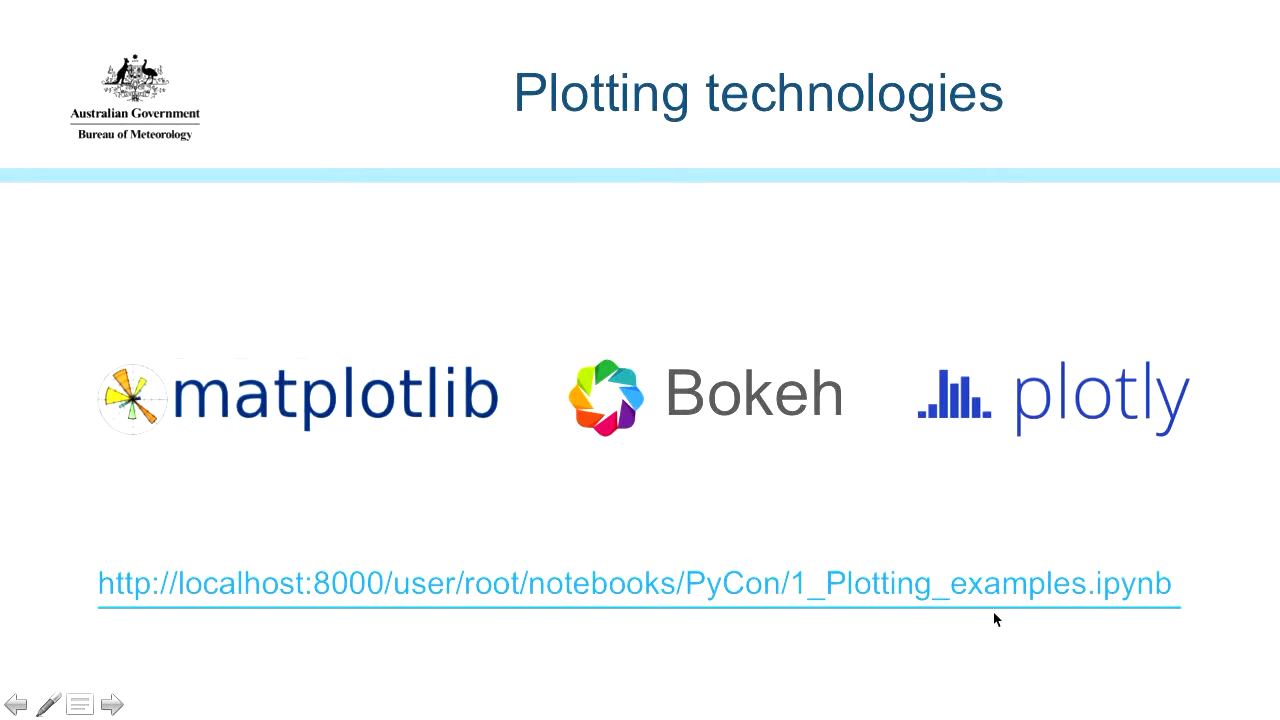 Australian Government
Bureau of Meteorology
Plotting technologies
matplotlib
Bokeh
plotly
http://localhost:8000/user/root/notebooks/PyCon/1_Plotting_examples.ipynb